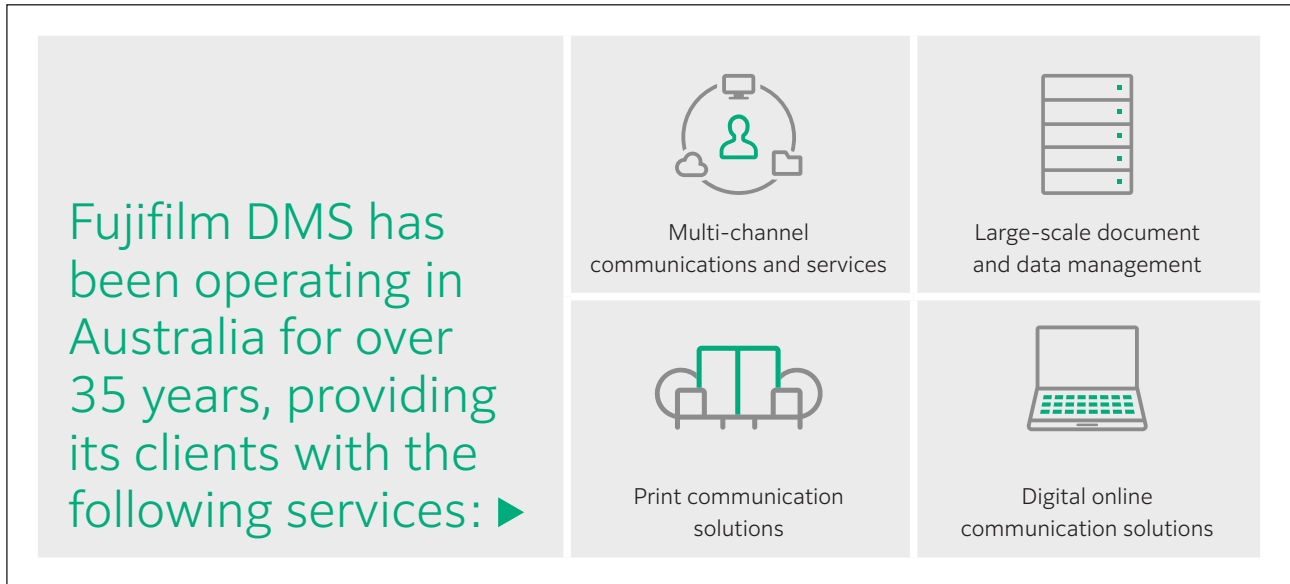 Fujifilm DMS has
been operating in
Australia for over
35 years, providing
its clients with the
following services: ▶
Multi-channel
communications and services
Large-scale document
and data management
Print communication
solutions
Digital online
communication solutions